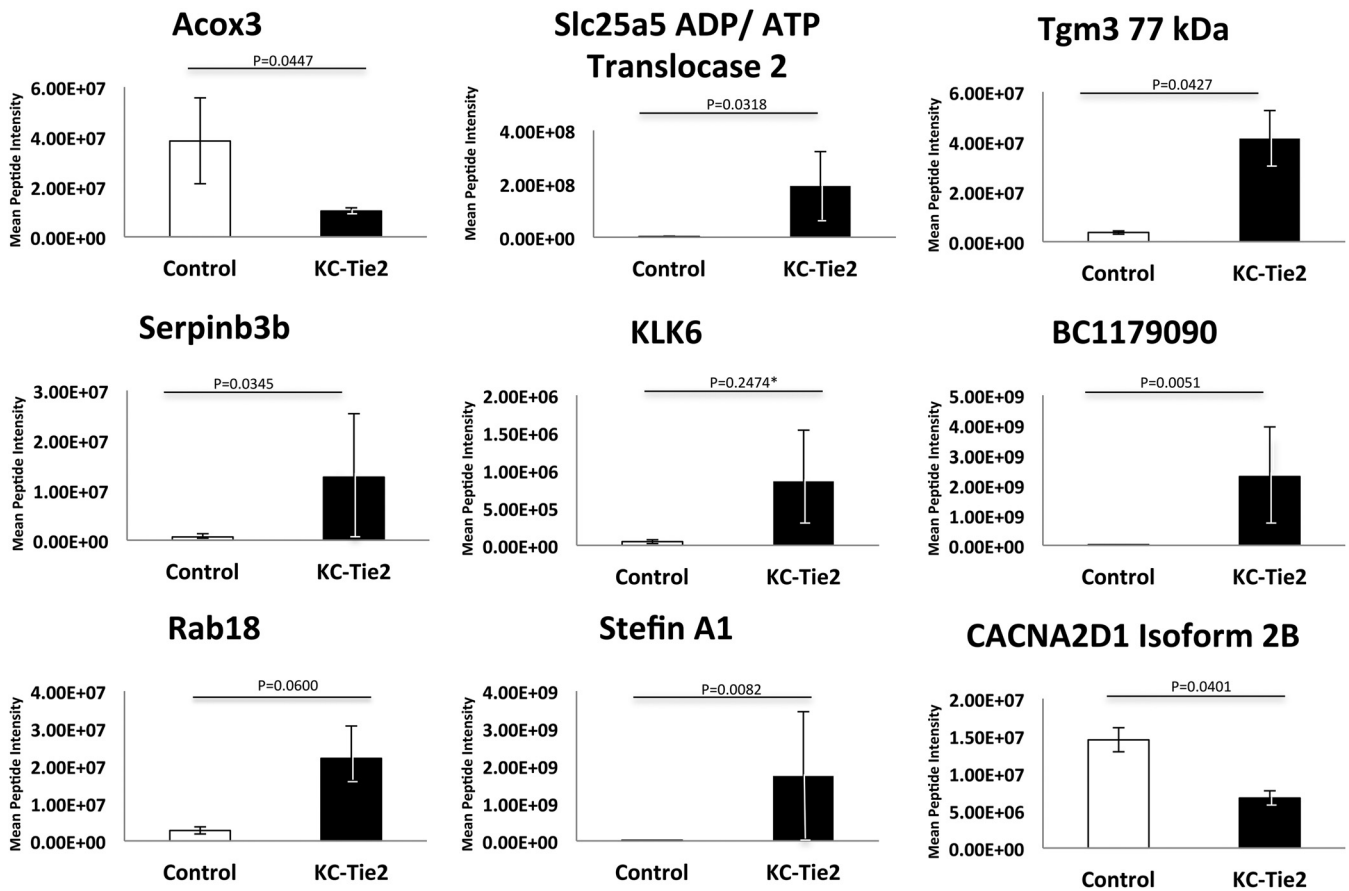 Acox3
P=0.0447
Mean Peptide Intensity
6.00E+07
4.00E+07
2.00E+07
0.00E+00
Control KC-Tie2
Slc25a5 ADP/ ATP
Translocase 2
P=0.0318
Mean Peptide Intensity
4.00E+08
2.00E+08
0.00E+00
Control KC-Tie2
Tgm3 77 kDa
P=0.0427
Mean Peptide Intensity
6.00E+07
4.00E+07
2.00E+07
0.00E+00
Control KC-Tie2
Serpinb3b
P=0.0345
Mean Peptide Intensity
3.00E+07
2.00E+07
1.00E+07
0.00E+00
Control KC-Tie2
KLK6
P=0.2474*
Mean Peptide Intensity
2.00E+06
1.50E+06
1.00E+06
5.00E+05
0.00E+00
Control KC-Tie2
BC1179090
P=0.0051
Mean Peptide Intensity
5.00E+09
4.00E+09
3.00E+09
2.00E+09
1.00E+09
0.00E+00
Control KC-Tie2
Rab18
P=0.0600
Mean Peptide Intensity
4.00E+07
3.00E+07
2.00E+07
1.00E+07
0.00E+00
Control KC-Tie2
Stefin A1
P=0.0082
Mean Peptide Intensity
4.00E+09
3.00E+09
2.00E+09
1.00E+09
0.00E+00
Control KC-Tie2
CACNA2D1 Isoform 2B
P=0.0401
Mean Peptide Intensity
2.00E+07
1.50E+07
1.00E+07
5.00E+06
0.00E+00
Control KC-Tie2